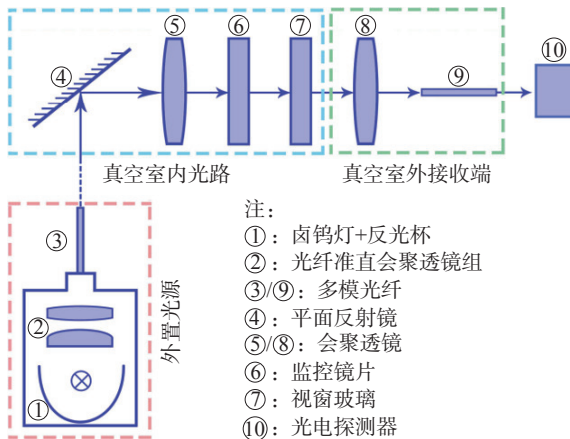 ⑤ ⑥ ⑦ ⑧
④ ⑨ ⑩
真空室内光路 真空室外接收端
③
②
①
外置光源
注：
①：卤钨灯+反光杯
②：光纤准直会聚透镜组
③/⑨：多模光纤
④：平面反射镜
⑤/⑧：会聚透镜
⑥：监控镜片
⑦：视窗玻璃
⑩：光电探测器